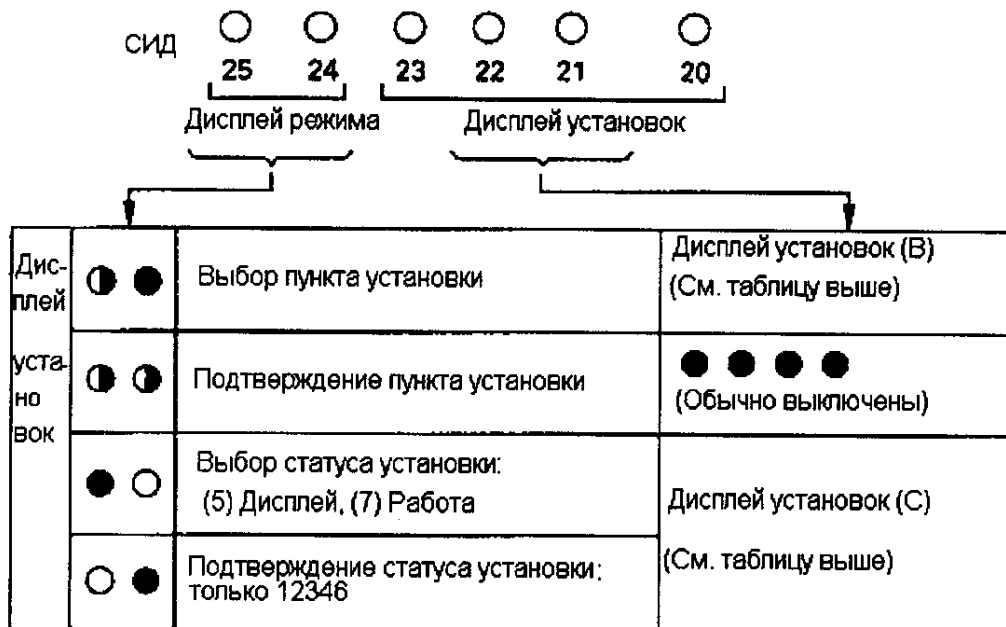 СИД
25 24 23 22 21 20
Дисплей режима Дисплей установок
Дис-
плей
уста-
но
вок
Выбор пункта установки
Дисплей установок (В)
(См. таблицу выше)
Подтверждение пункта установки
(Обычно выключены)
Выбор статуса установки:
(5) Дисплей, (7) Работа
Дисплей установок (С)
(См. таблицу выше)
Подтверждение статуса установки:
только 12346